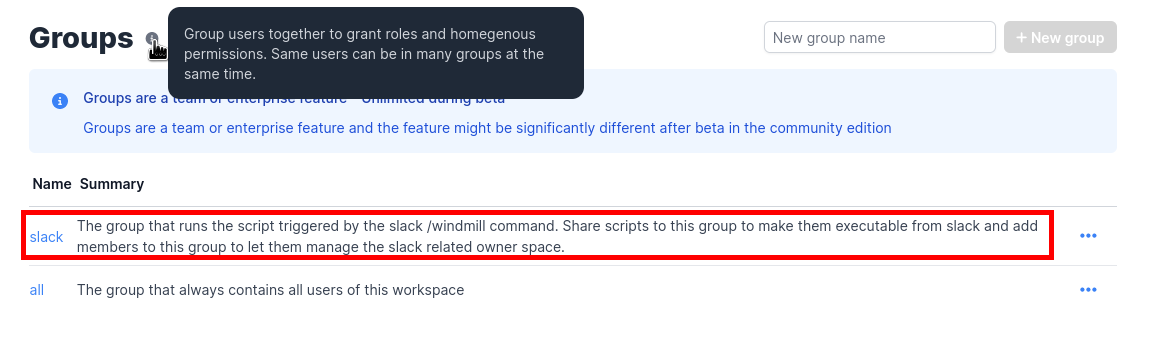 Groups
Group users together to grant roles and homegenous
permissions. Same users can be in many groups at the
same time.
New group name
+ New group
Groups are a team or enterprise feature - Unlimited during beta
Groups are a team or enterprise feature and the feature might be significantly different after beta in the community edition
Name Summary
slack
The group that runs the script triggered by the slack /windmill command. Share scripts to this group to make them executable from slack and add
members to this group to let them manage the slack related owner space.
all
The group that always contains all users of this workspace